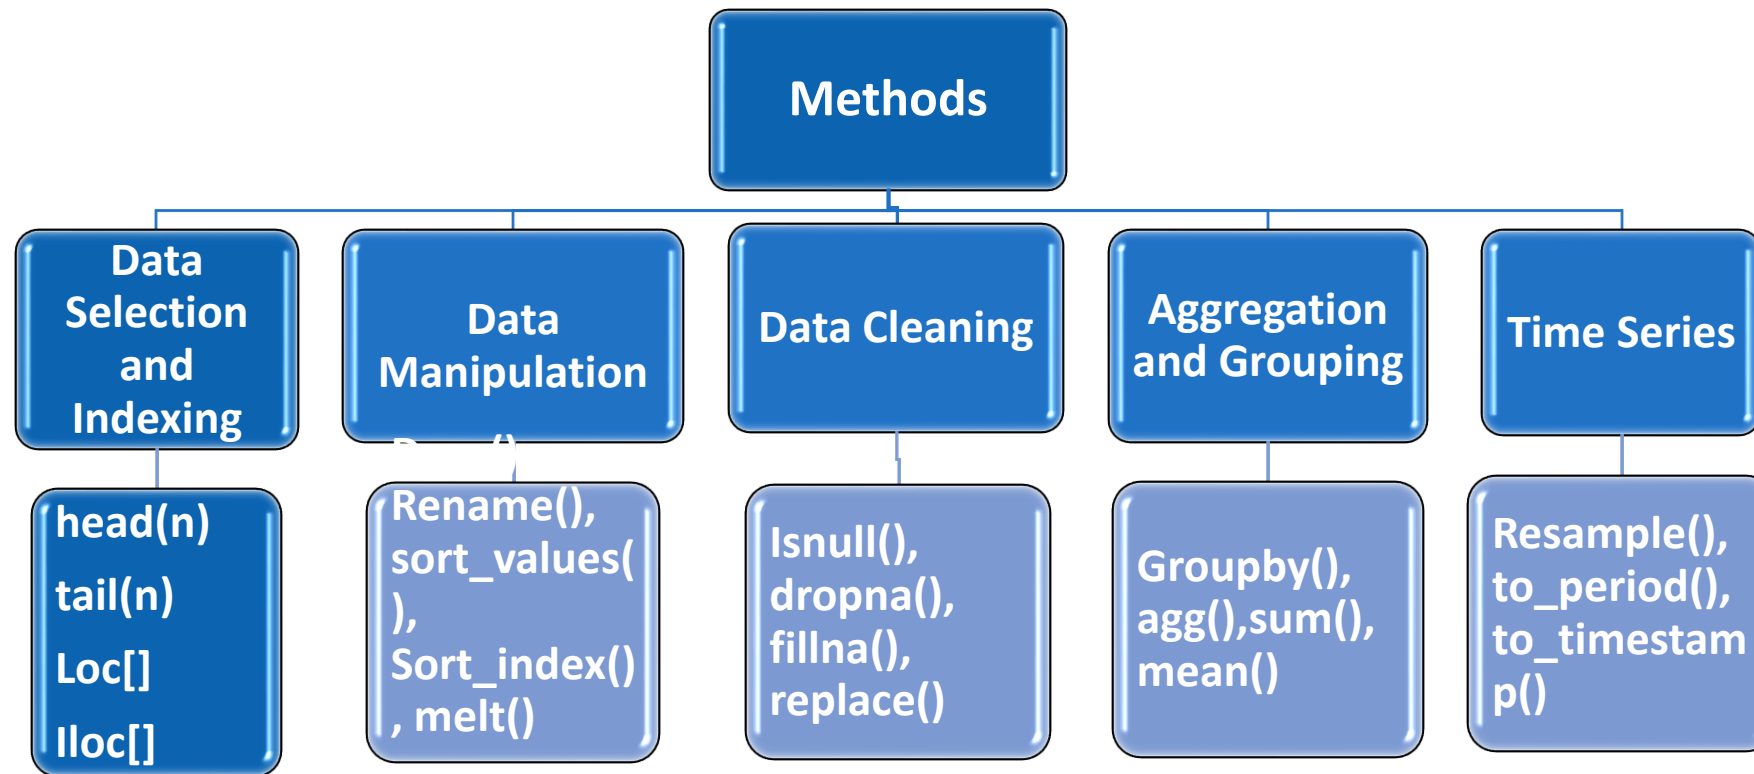 Methods
Data
Selection
and
Indexing
Data
Manipulation
Data Cleaning
Aggregation
and Grouping
Time Series
head(n)
tail(n)
Loc[]
Iloc[]
Rename(),
sort_values(
),
Sort_index()
, melt()
Isnull(),
dropna(),
fillna(),
replace()
Groupby(),
agg(),sum(),
mean()
Resample(),
to_period(),
to_timestam
p()